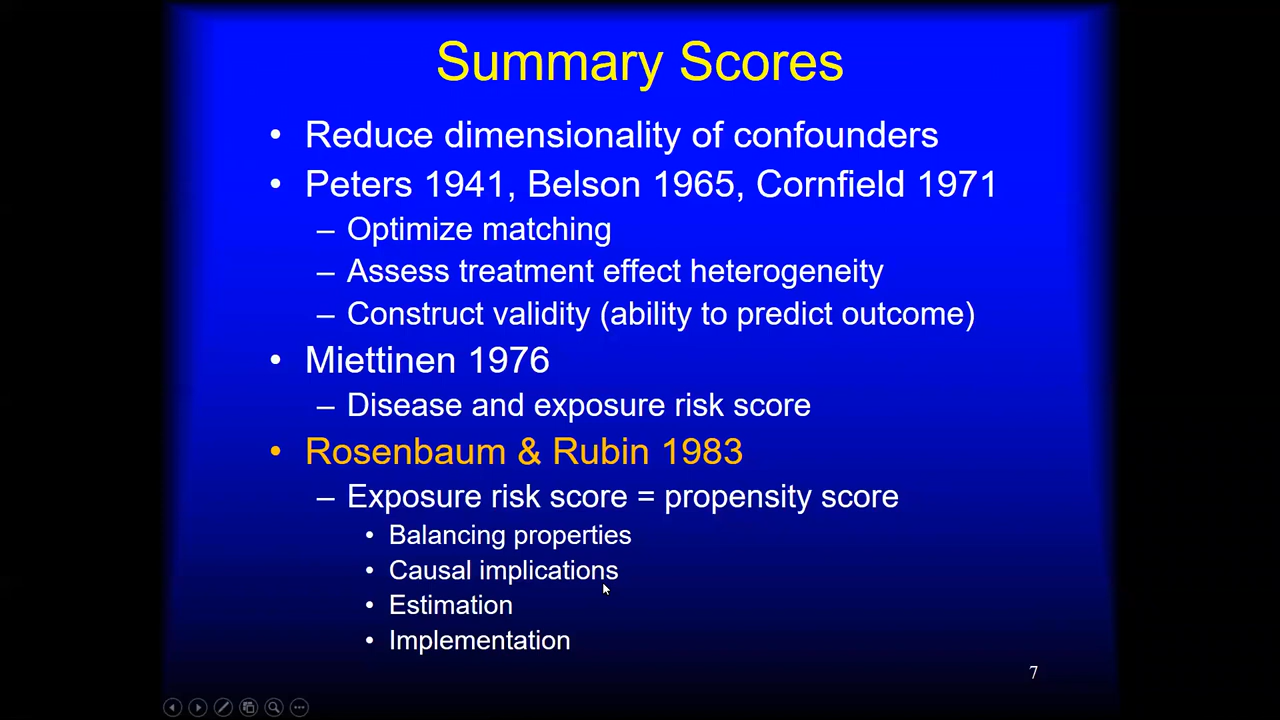 Summary Scores
• Reduce dimensionality of confounders
• Peters 1941, Belson 1965, Cornfield 1971
– Optimize matching
– Assess treatment effect heterogeneity
– Construct validity (ability to predict outcome)
• Miettinen 1976
– Disease and exposure risk score
• Rosenbaum & Rubin 1983
– Exposure risk score = propensity score
• Balancing properties
• Causal implications
• Estimation
• Implementation
7